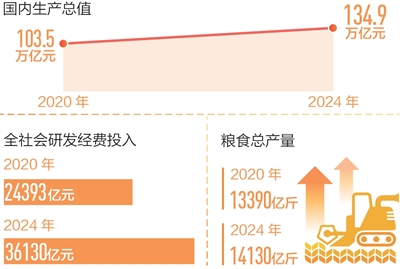 国内生产总值
103.5
万亿元
134.9
万亿元
2020 年
2024 年
全社会研发经费投入
2020 年
24393亿元
2024 年
36130亿元
粮食总产量
2020 年
13390亿斤
2024 年
14130亿斤